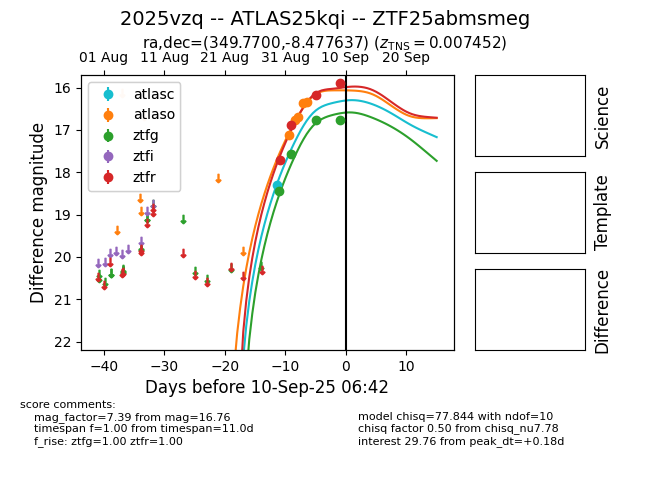 2025vzq -- ATLAS25kqi -- ZTF25abmsmeg
ra,dec=(349.7700,-8.477637) (z_TNS = 0.007452)
01 Aug 11 Aug 21 Aug 31 Aug 10 Sep 20 Sep
16
17
18
19
20
21
22
Difference magnitude
atlasc
atlaso
ztfg
ztfi
ztfr
−40 −30 −20 −10 0 10
Days before 10-Sep-25 06:42
Science
Template
Difference
score comments:
mag_factor=7.39 from mag=16.76
timespan f=1.00 from timespan=11.0d
f_rise: ztfg=1.00 ztfr=1.00
model chisq=77.844 with ndof=10
chisq factor 0.50 from chisq_nu7.78
interest 29.76 from peak_dt=+0.18d